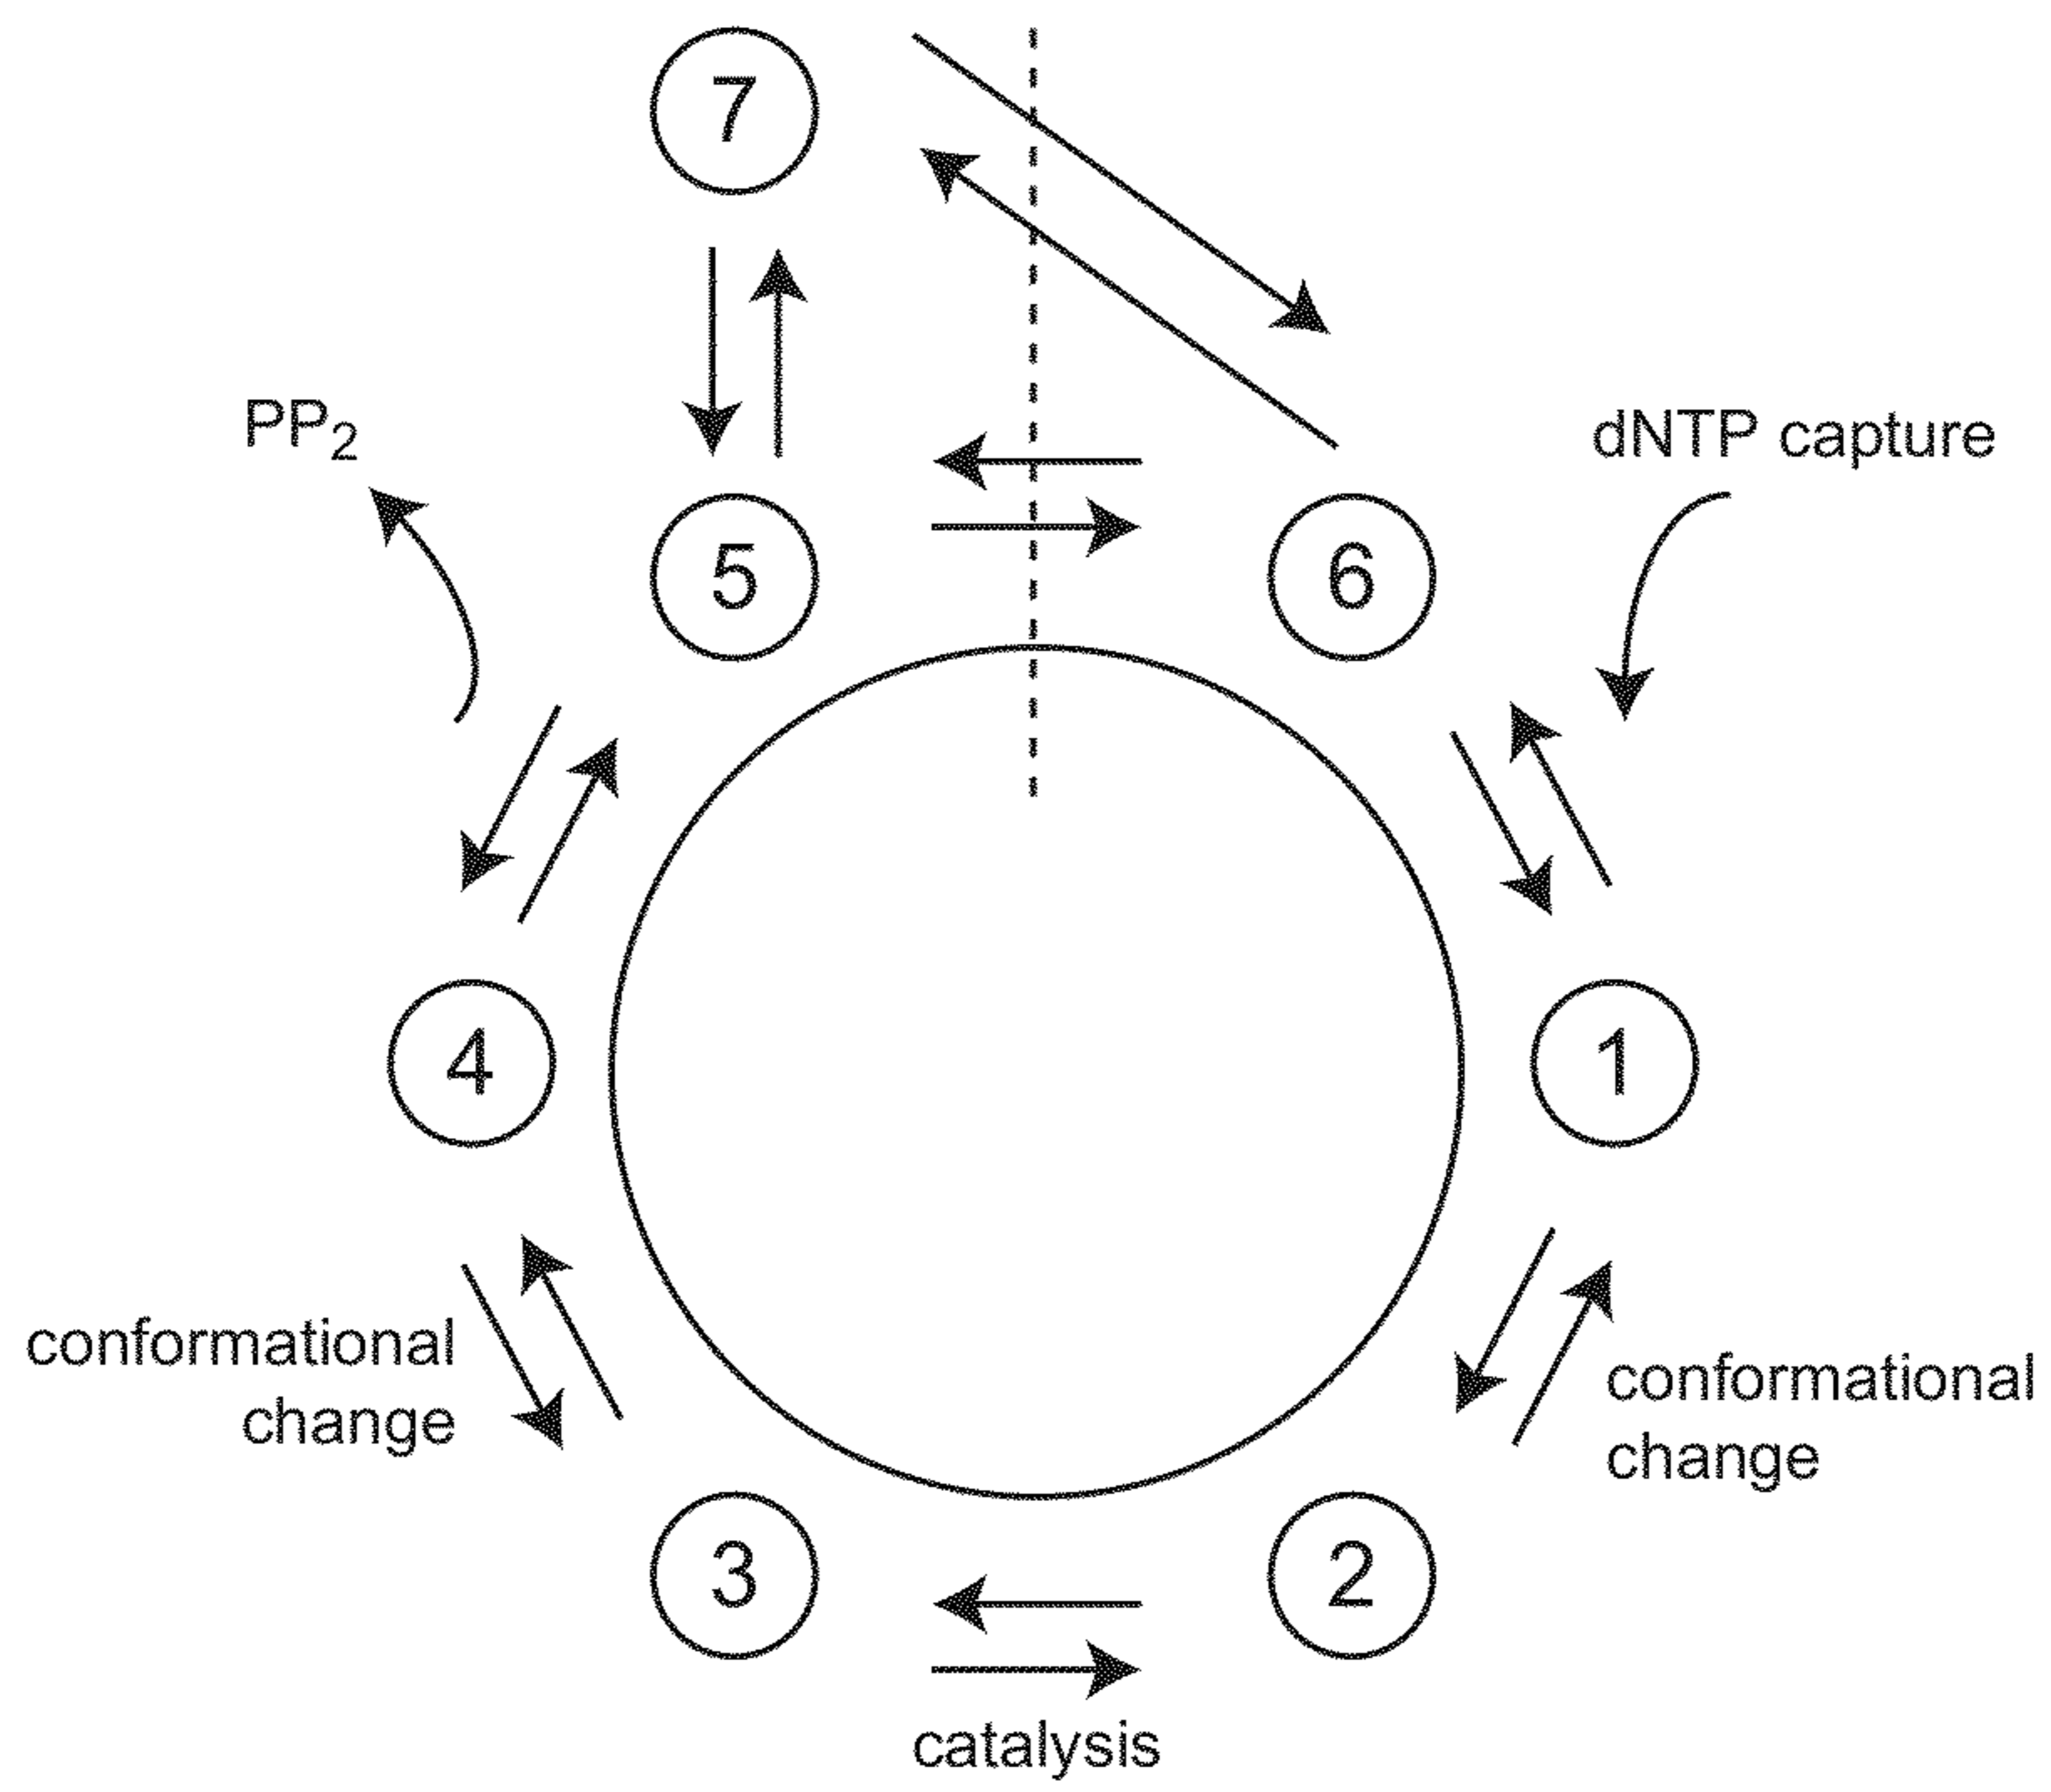 7
PP2
dNTP capture
5
6
4
1
conformational
change
conformational
change
3
2
catalysis